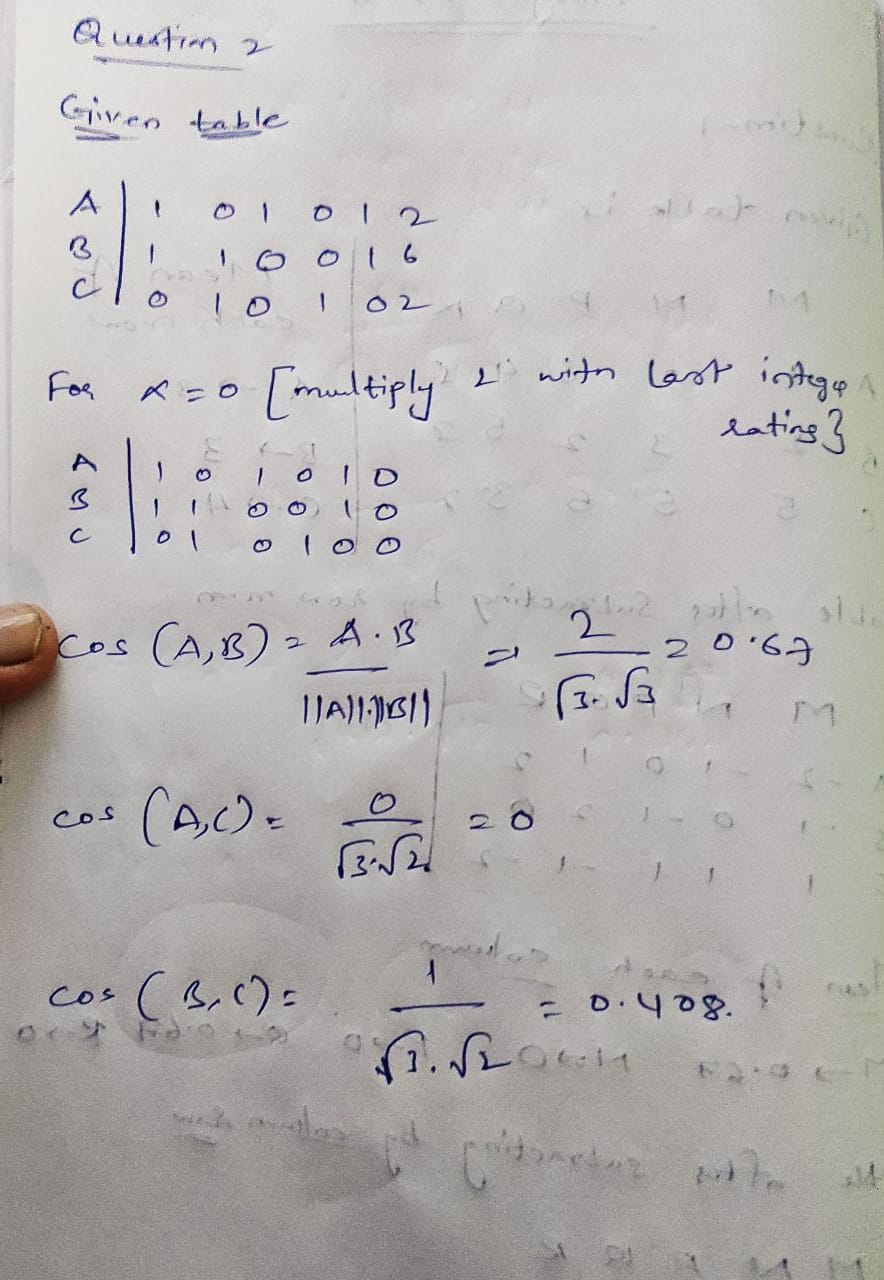 Question 2
Given table
A | 1 0 1 0 1 2
B | 1 1 0 0 1 6
C | 0 1 0 1 0 2
For α = 0 [multiply 2 with last integer rating}
A | 1 0 1 0 1 0
B | 1 1 0 0 1 0
C | 0 1 0 1 0 0
cos (A,B) = A.B / ||A||.||B|| => 2 / √3.√3 = 0.67
cos (A,C) = 0 / √3.√2 = 0
cos (B,C) = 1 / √3.√2 = 0.408.